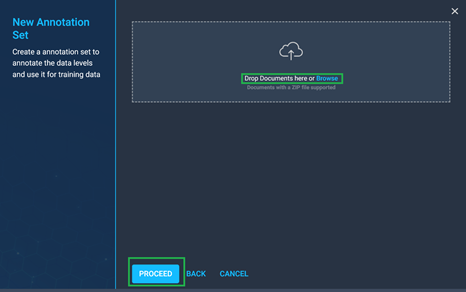 New Annotation
Set
Create a annotation set to
annotate the data levels
and use it for training data
Drop Documents here or Browse
Documents with a ZIP file supported
PROCEED
BACK
CANCEL